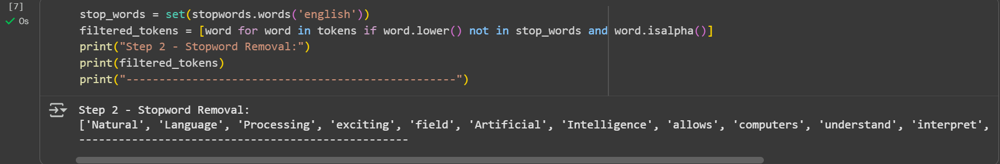 [7]
0s
stop_words = set(stopwords.words('english'))
filtered_tokens = [word for word in tokens if word.lower() not in stop_words and word.isalpha()]
print("Step 2 - Stopword Removal:")
print(filtered_tokens)
print("--------------------------------------------------")
Step 2 - Stopword Removal:
['Natural', 'Language', 'Processing', 'exciting', 'field', 'Artificial', 'Intelligence', 'allows', 'computers', 'understand', 'interpret',
--------------------------------------------------